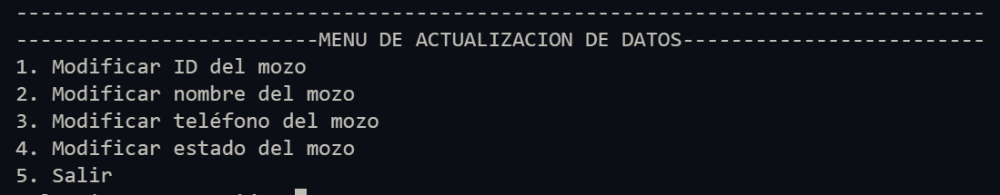 --------------------------------------------------------------------------------
-------------------------MENU DE ACTUALIZACION DE DATOS-------------------------
1. Modificar ID del mozo
2. Modificar nombre del mozo
3. Modificar teléfono del mozo
4. Modificar estado del mozo
5. Salir